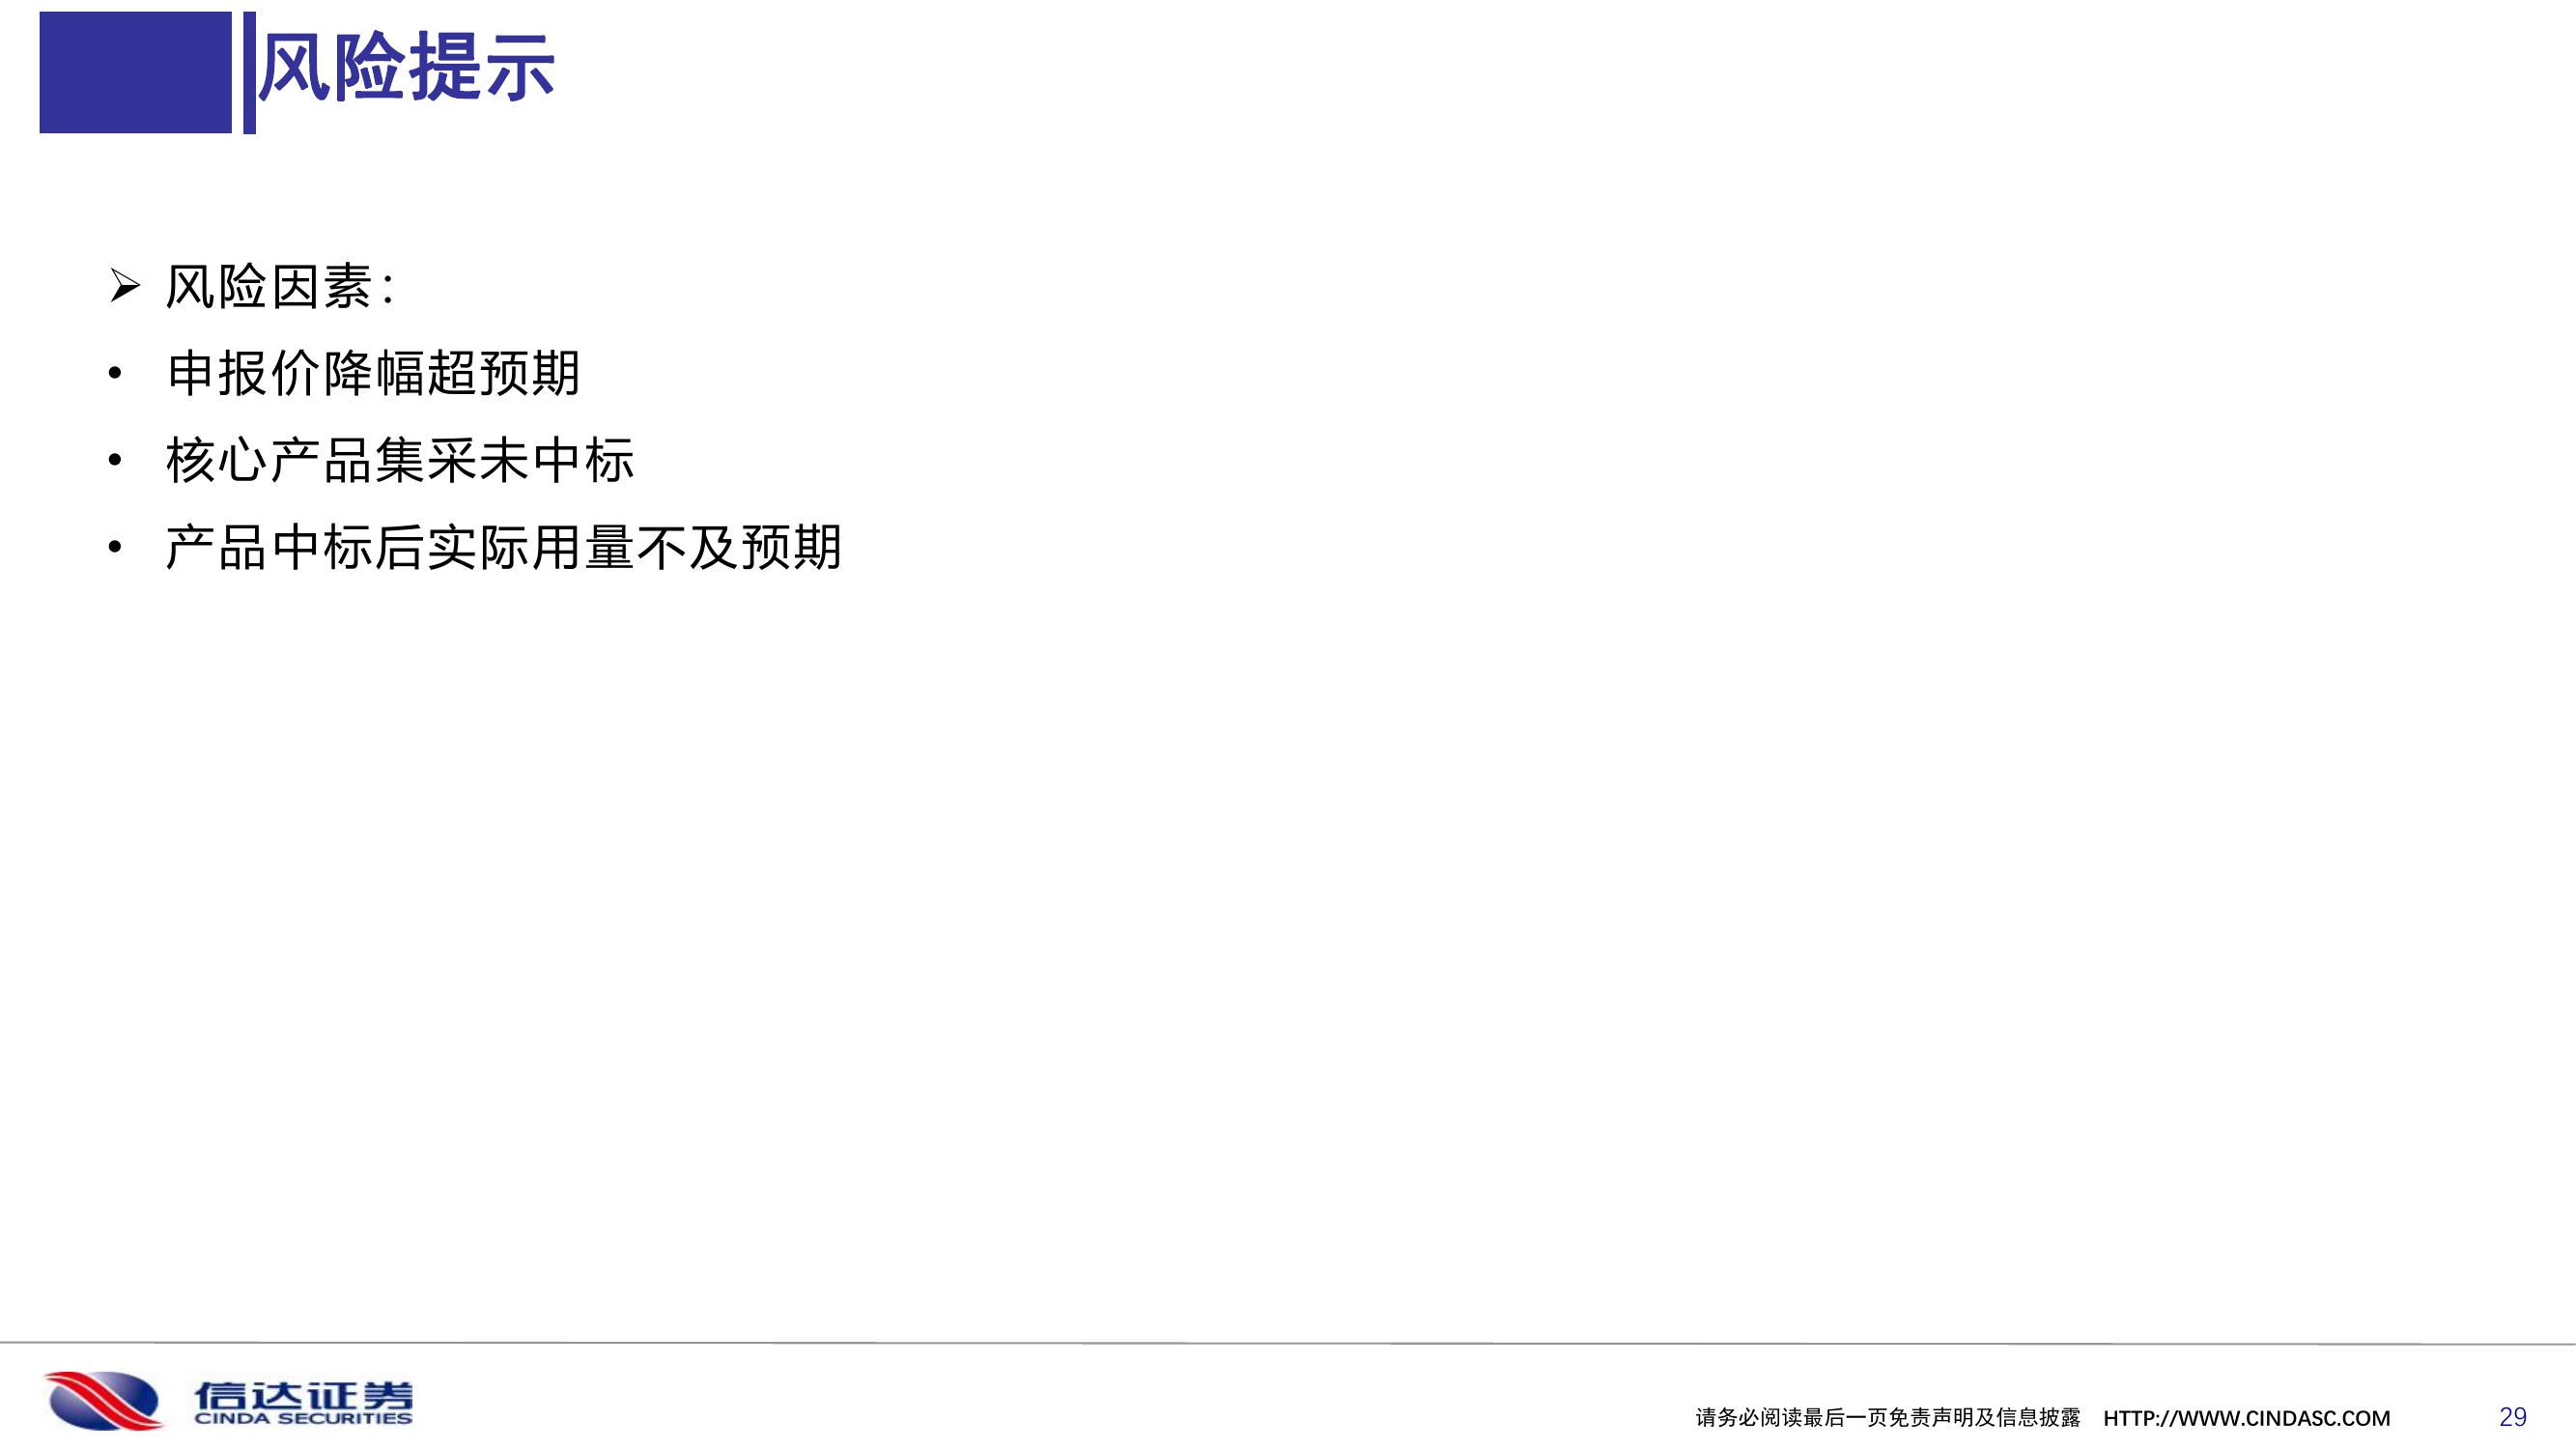 风险提示
➢ 风险因素：
• 申报价降幅超预期
• 核心产品集采未中标
• 产品中标后实际用量不及预期
信达证券
CINDA SECURITIES
请务必阅读最后一页免责声明及信息披露 HTTP://WWW.CINDASC.COM 29